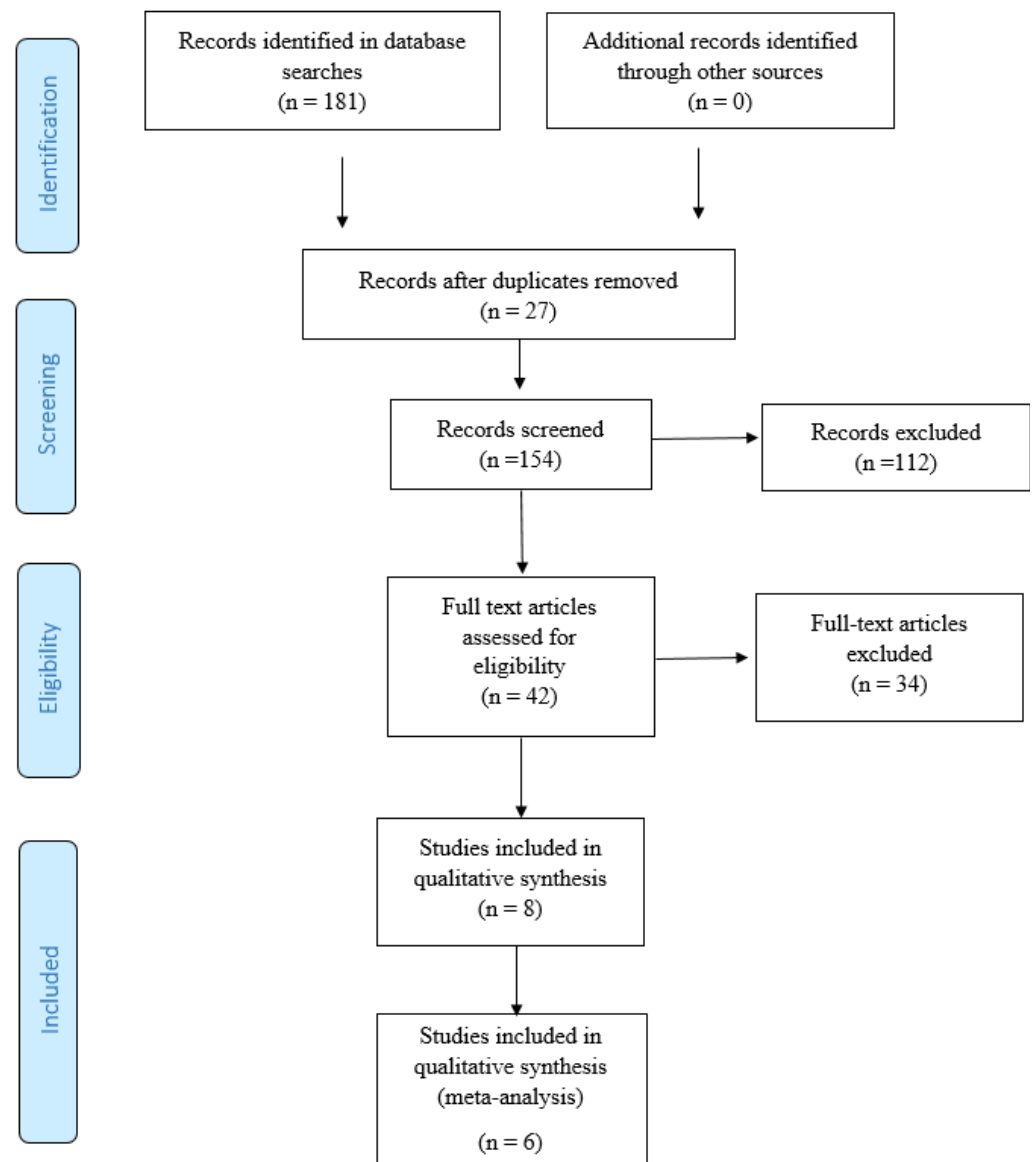 Identification
Records identified in database
searches
(n = 181)
Additional records identified
through other sources
(n = 0)
Records after duplicates removed
(n = 27)
Screening
Records screened
(n =154)
Records excluded
(n =112)
Eligibility
Full text articles
assessed for
eligibility
(n = 42)
Full-text articles
excluded
(n = 34)
Included
Studies included in
qualitative synthesis
(n = 8)
Studies included in
qualitative synthesis
(meta-analysis)
(n = 6)